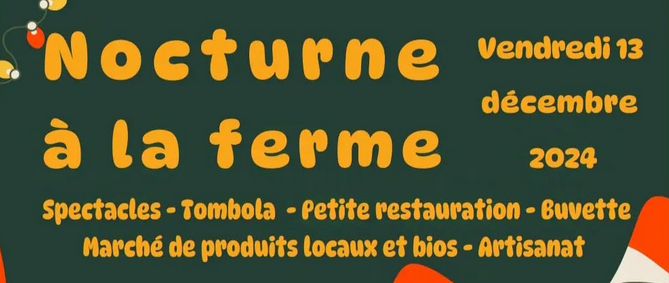 Nocturne
à la ferme
Vendredi 13
décembre
2024
Spectacles - Tombola - Petite restauration - Buvette
Marché de produits locaux et bios - Artisanat